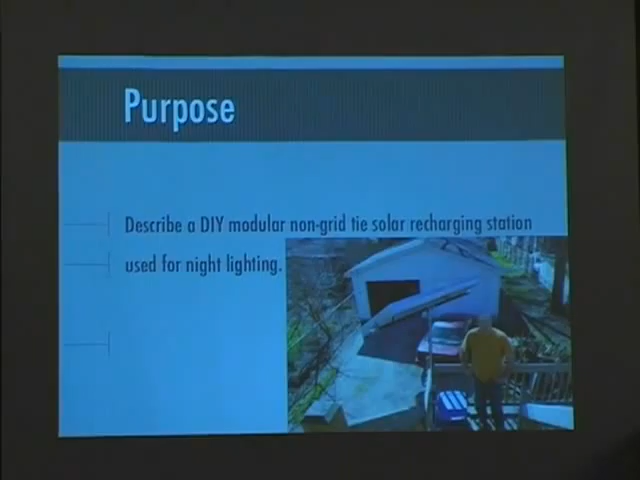 Purpose
Describe a DIY modular non-grid tie solar recharging station
used for night lighting.